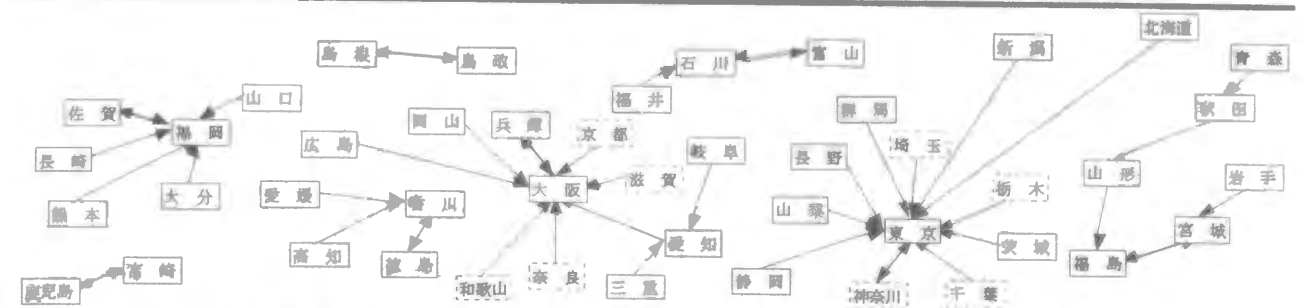 島 根
鳥 取
石 川
富 山
新 潟
北海道
青 森
福 井
秋 田
佐 賀
山 口
福 岡
岡 山
兵 庫
京 都
群 馬
埼 玉
長 崎
広 島
岐 阜
長 野
山 形
岩 手
大 分
愛 媛
香 川
大 阪
滋 賀
栃 木
熊 本
山 梨
東 京
宮 城
高 知
徳 島
愛 知
茨 城
福 島
鹿児島
宮 崎
和歌山
奈 良
三 重
静 岡
神奈川
千 葉